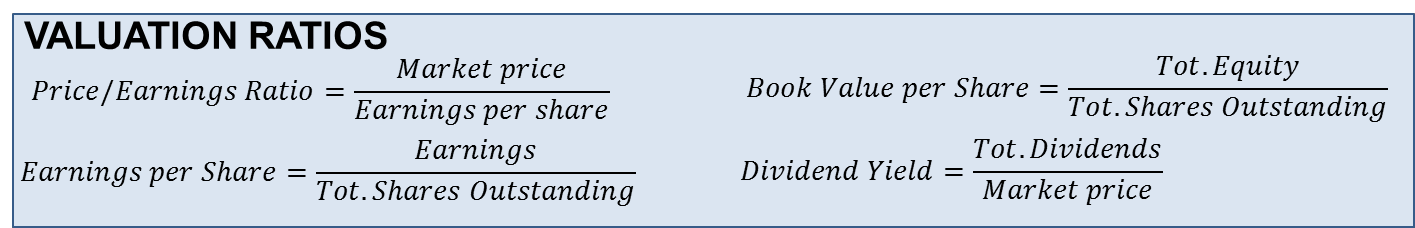 VALUATION RATIOS
Price/Earnings Ratio = Market price / Earnings per share
Book Value per Share = Tot.Equity / Tot.Shares Outstanding
Earnings per Share = Earnings / Tot.Shares Outstanding
Dividend Yield = Tot.Dividends / Market price